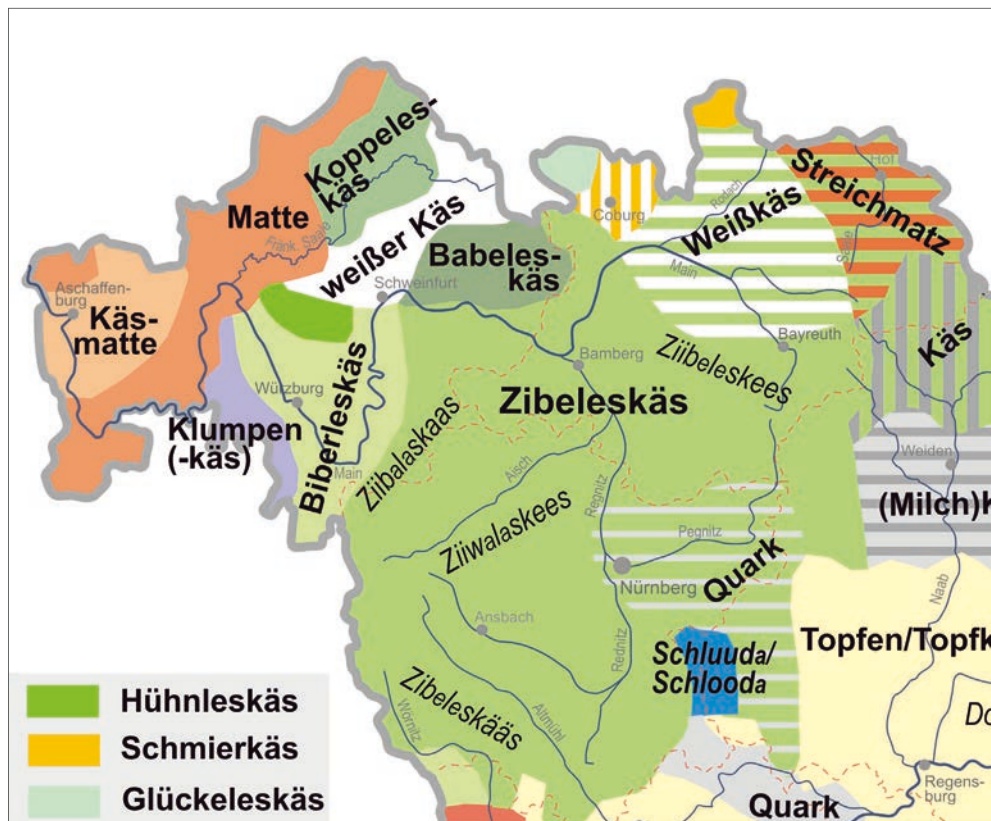 Koppeles-
käs
Matte
Fränk. Saale
weißer Käs
Babeles-
käs
Schweinfurt
Aschaffen-
burg
Käs-
matte
Würzburg
Klumpen
(-käs)
Biberleskäs
Main
Coburg
Rodach
Weißkäs
Main
Streichmatz
Hof
Saale
Käs
Bayreuth
Bamberg
Ziibeleskees
Zibeleskäs
Ziibalaskaas
Aisch
Regnitz
Ziiwalaskees
Pegnitz
Quark
Nürnberg
Weiden
(Milch)K
Naab
Ansbach
Rednitz
Schluuda/
Schlooda
Topfen/Topfk
Zibeleskääs
Wörnitz
Altmühl
Do
Regens-
burg
Quark
Hühnleskäs
Schmierkäs
Glückeleskäs